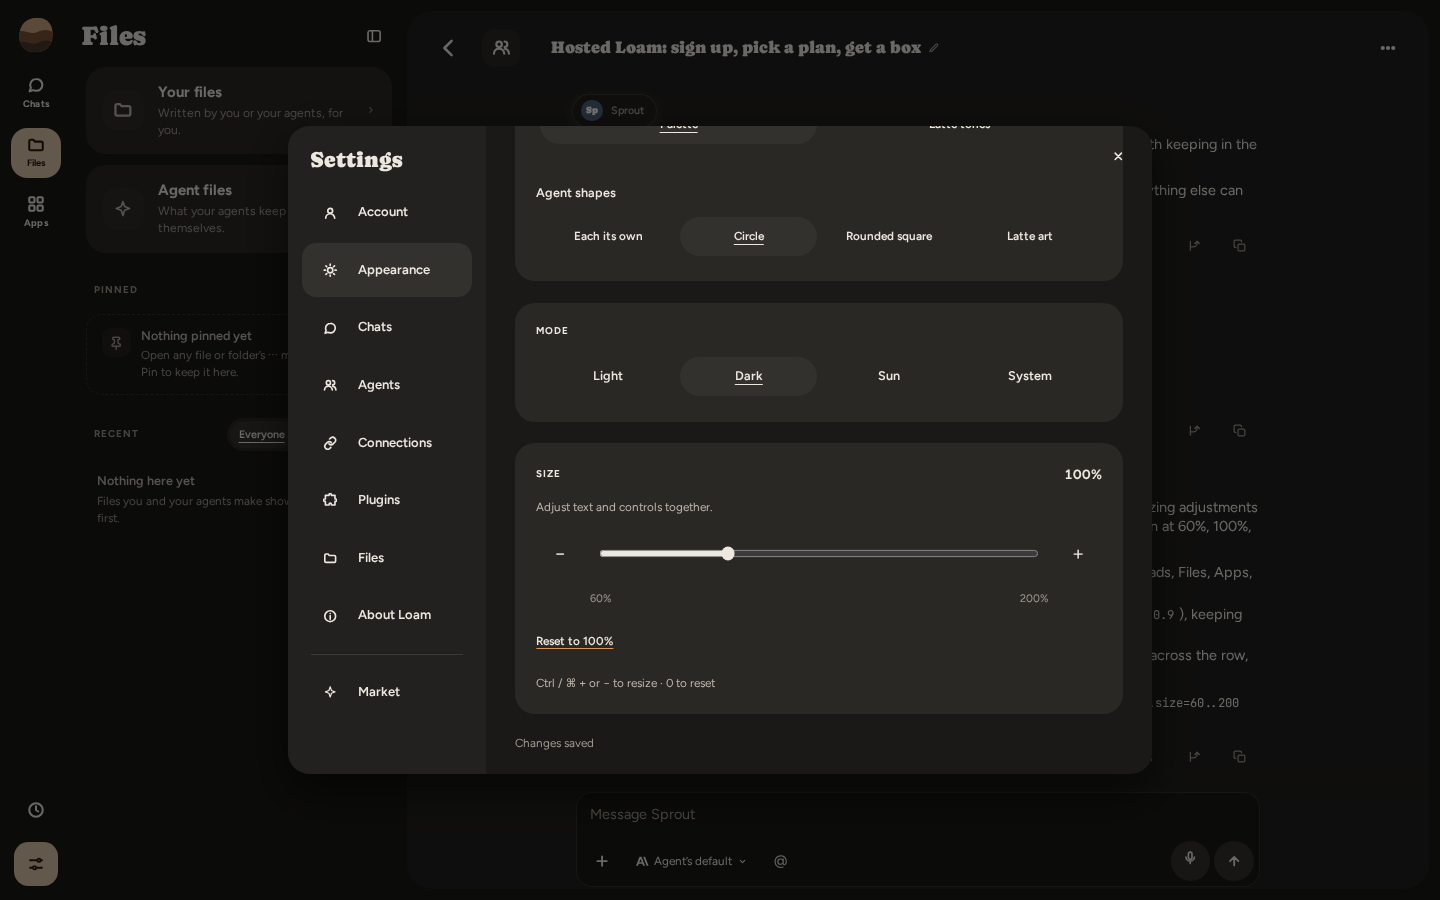 Files
Chats
Files
Apps
Your files
Written by you or your agents, for
you.
Agent files
What your agents keep
themselves.
PINNED
Nothing pinned yet
Open any file or folder's ···
Pin to keep it here.
RECENT
Everyone
Nothing here yet
Files you and your agents make
first.
Hosted Loam: sign up, pick a plan, get a box
Sp Sprout
keeping in the
else can
adjustments
at 60%, 100%,
Files, Apps,
0.9 ), keeping
across the row,
size=60..200
Settings
Account
Appearance
Chats
Agents
Connections
Plugins
Files
About Loam
Market
Palette Latte tones
Agent shapes
Each its own Circle Rounded square Latte art
MODE
Light Dark Sun System
SIZE 100%
Adjust text and controls together.
− +
60% 200%
Reset to 100%
Ctrl / ⌘ + or − to resize · 0 to reset
Changes saved
Message Sprout
Agent's default
@